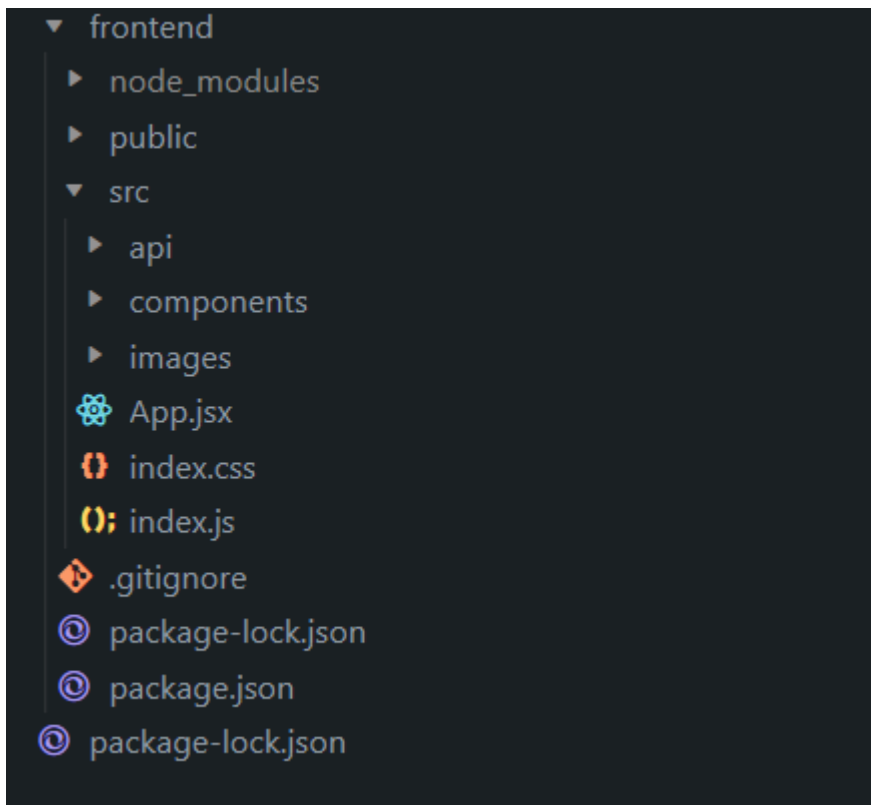 frontend
node_modules
public
src
api
components
images
App.jsx
index.css
index.js
.gitignore
package-lock.json
package.json
package-lock.json